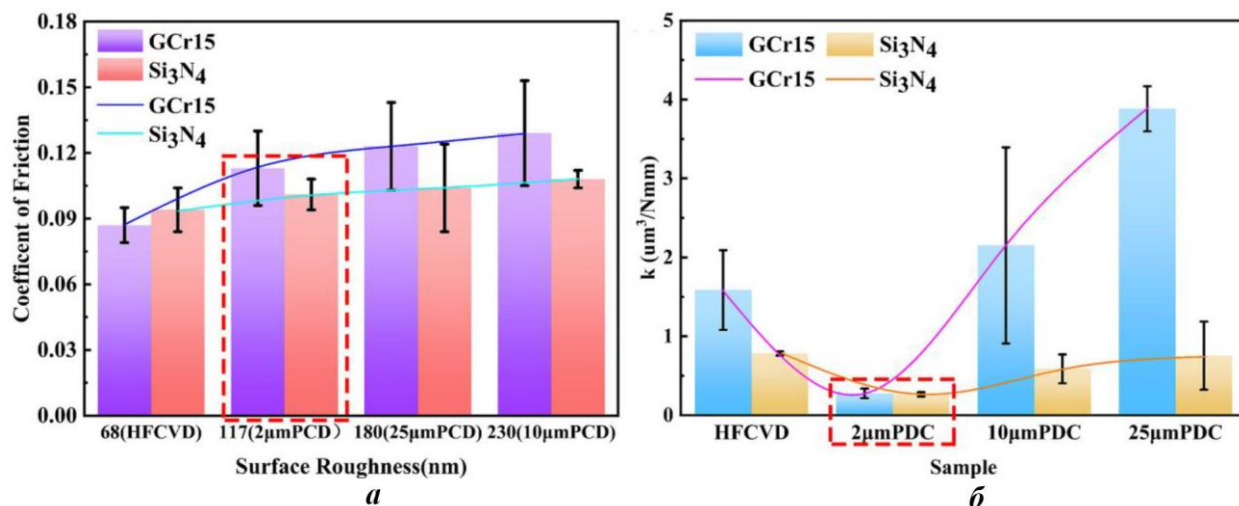 0.18
0.15
0.12
0.09
0.06
0.03
0.00
Coefficent of Friction
GCr15
Si3N4
GCr15
Si3N4
68(HFCVD) 117(2μmPCD） 180(25μmPCD) 230(10μmPCD)
Surface Roughness(nm)
а
5
4
3
2
1
0
k (um³/Nmm)
GCr15 Si3N4
GCr15 Si3N4
HFCVD 2μmPDC 10μmPDC 25μmPDC
Sample
б